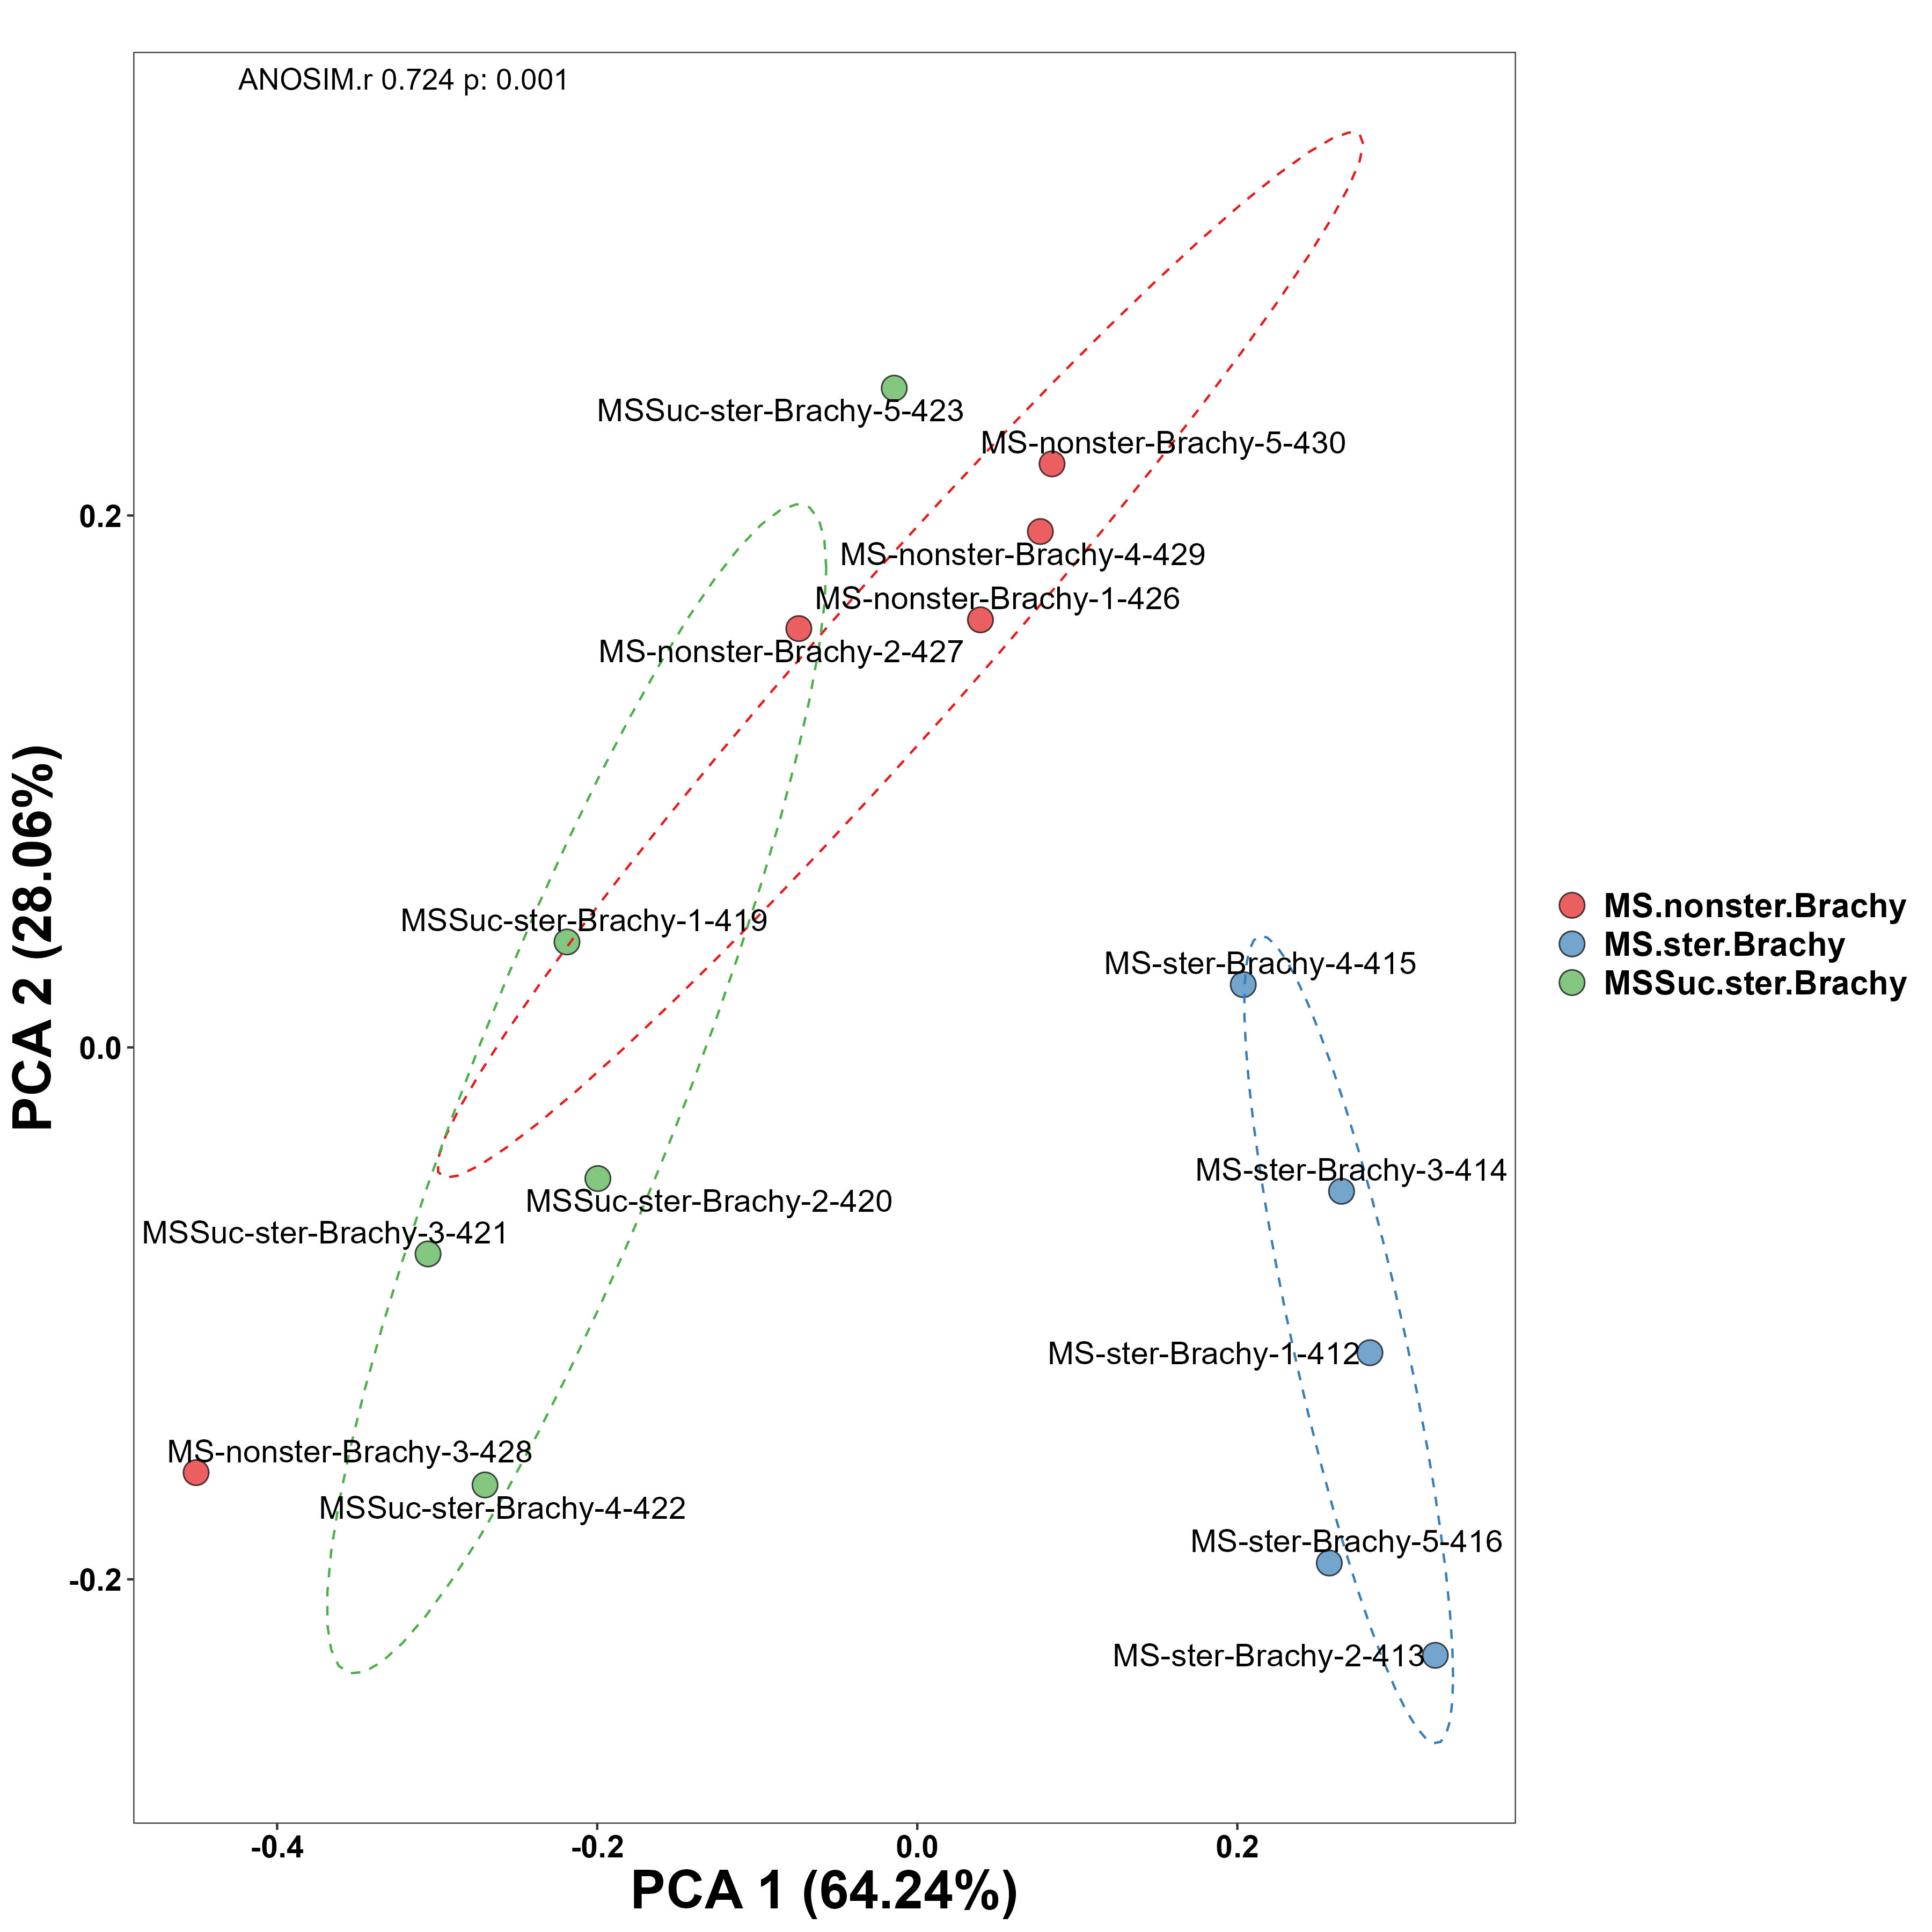 ANOSIM.r 0.724 p: 0.001
MSSuc-ster-Brachy-5-423
MS-nonster-Brachy-5-430
MS-nonster-Brachy-4-429
MS-nonster-Brachy-1-426
MS-nonster-Brachy-2-427
MSSuc-ster-Brachy-1-419
MS-ster-Brachy-4-415
MS-ster-Brachy-3-414
MSSuc-ster-Brachy-2-420
MSSuc-ster-Brachy-3-421
MS-ster-Brachy-1-412
MS-nonster-Brachy-3-428
MSSuc-ster-Brachy-4-422
MS-ster-Brachy-5-416
MS-ster-Brachy-2-413
0.2
0.0
-0.2
PCA 2 (28.06%)
-0.4
-0.2
0.0
0.2
PCA 1 (64.24%)
MS.nonster.Brachy
MS.ster.Brachy
MSSuc.ster.Brachy